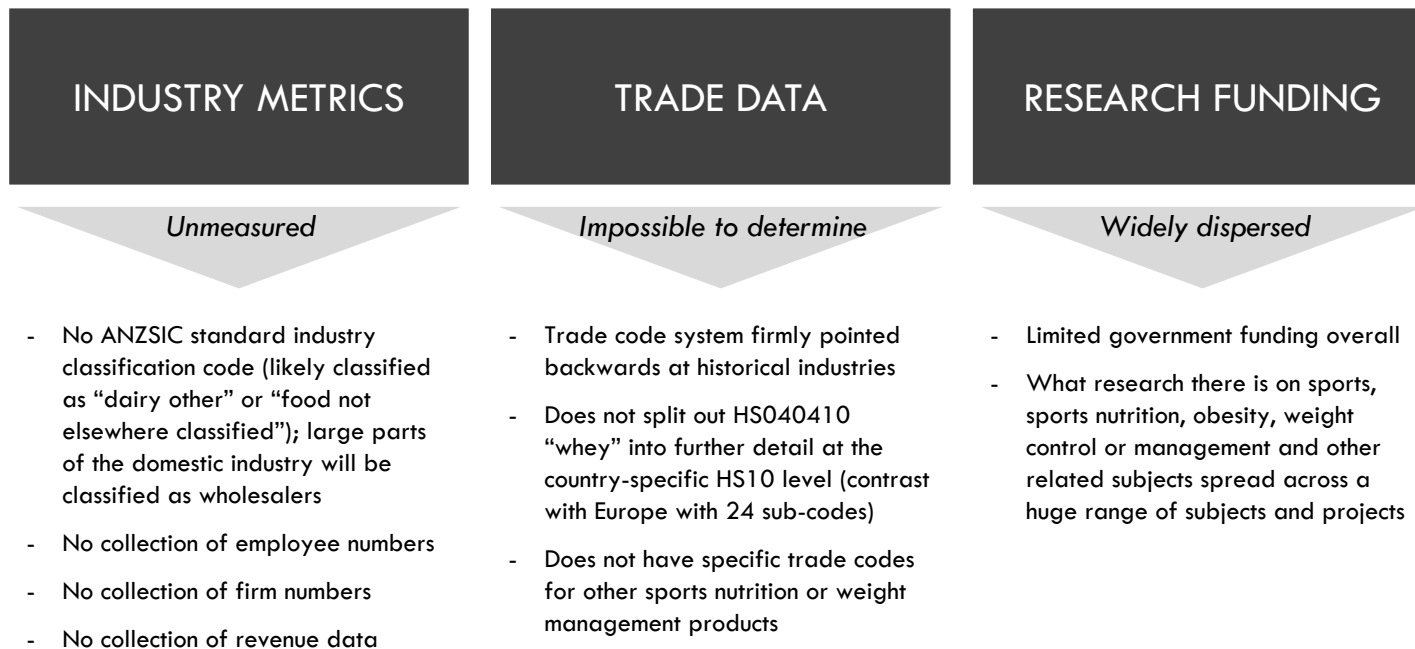 INDUSTRY METRICS
Unmeasured
- No ANZSIC standard industry
classification code (likely classified
as “dairy other” or “food not
elsewhere classified”); large parts
of the domestic industry will be
classified as wholesalers
- No collection of employee numbers
- No collection of firm numbers
- No collection of revenue data
TRADE DATA
Impossible to determine
- Trade code system firmly pointed
backwards at historical industries
- Does not split out HS040410
“whey” into further detail at the
country-specific HS10 level (contrast
with Europe with 24 sub-codes)
- Does not have specific trade codes
for other sports nutrition or weight
management products
RESEARCH FUNDING
Widely dispersed
- Limited government funding overall
- What research there is on sports,
sports nutrition, obesity, weight
control or management and other
related subjects spread across a
huge range of subjects and projects